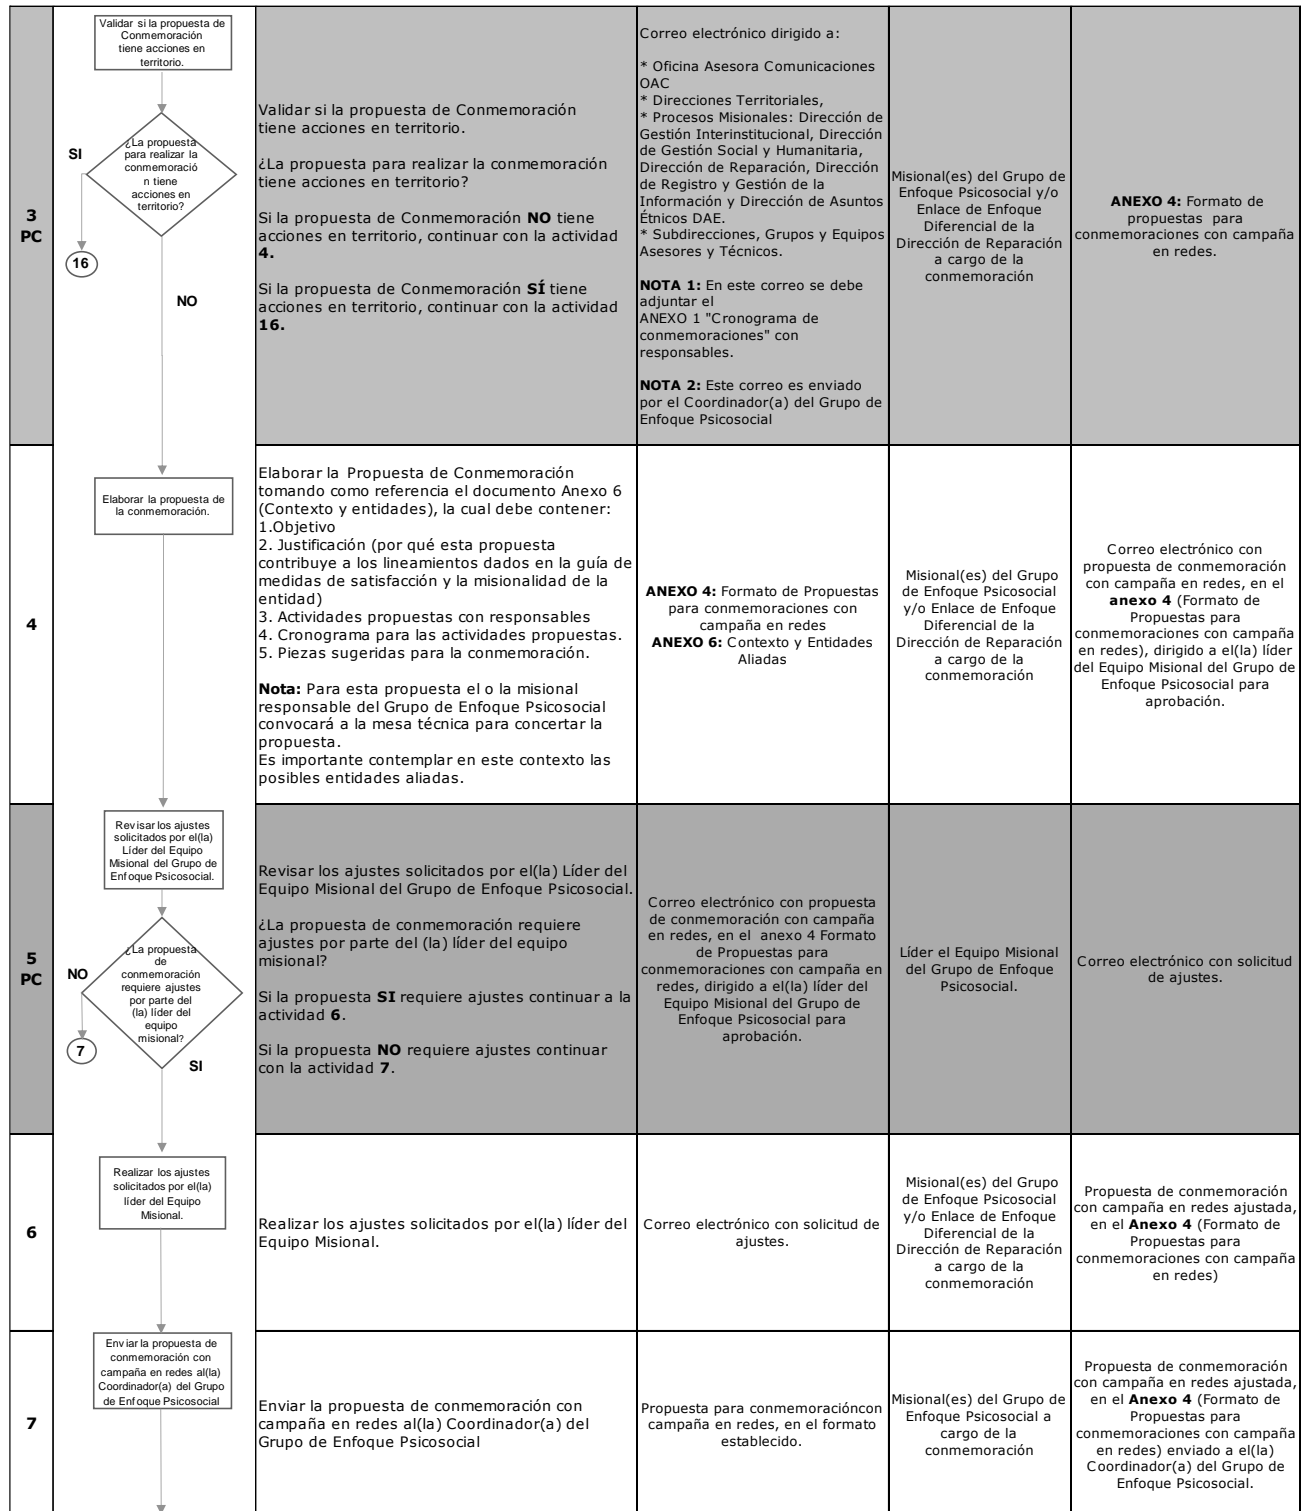 3
PC
Validar si la propuesta de
Conmemoración
tiene acciones en
territorio.
¿La propuesta
para realizar la
conmemoració
n tiene
acciones en
territorio?
SI
16
NO
Validar si la propuesta de Conmemoración
tiene acciones en territorio.
¿La propuesta para realizar la conmemoración
tiene acciones en territorio?
Si la propuesta de Conmemoración NO tiene
acciones en territorio, continuar con la actividad
4.
Si la propuesta de Conmemoración SÍ tiene
acciones en territorio, continuar con la actividad
16.
Correo electrónico dirigido a:
* Oficina Asesora Comunicaciones
OAC
* Direcciones Territoriales,
* Procesos Misionales: Dirección de
Gestión Interinstitucional, Dirección
de Gestión Social y Humanitaria,
Dirección de Reparación, Dirección
de Registro y Gestión de la
Información y Dirección de Asuntos
Étnicos DAE.
* Subdirecciones, Grupos y Equipos
Asesores y Técnicos.
NOTA 1: En este correo se debe
adjuntar el
ANEXO 1 "Cronograma de
conmemoraciones" con
responsables.
NOTA 2: Este correo es enviado
por el Coordinador(a) del Grupo de
Enfoque Psicosocial
Misional(es) del Grupo de
Enfoque Psicosocial y/o
Enlace de Enfoque
Diferencial de la
Dirección de Reparación
a cargo de la
conmemoración
ANEXO 4: Formato de
propuestas para
conmemoraciones con campaña
en redes.
4
Elaborar la propuesta de
la conmemoración.
Elaborar la Propuesta de Conmemoración
tomando como referencia el documento Anexo 6
(Contexto y entidades), la cual debe contener:
1.Objetivo
2. Justificación (por qué esta propuesta
contribuye a los lineamientos dados en la guía de
medidas de satisfacción y la misionalidad de la
entidad)
3. Actividades propuestas con responsables
4. Cronograma para las actividades propuestas.
5. Piezas sugeridas para la conmemoración.
Nota: Para esta propuesta el o la misional
responsable del Grupo de Enfoque Psicosocial
convocará a la mesa técnica para concertar la
propuesta.
Es importante contemplar en este contexto las
posibles entidades aliadas.
ANEXO 4: Formato de Propuestas
para conmemoraciones con
campaña en redes
ANEXO 6: Contexto y Entidades
Aliadas
Misional(es) del Grupo
de Enfoque Psicosocial
y/o Enlace de Enfoque
Diferencial de la
Dirección de Reparación
a cargo de la
conmemoración
Correo electrónico con
propuesta de conmemoración
con campaña en redes, en el
anexo 4 (Formato de
Propuestas para
conmemoraciones con campaña
en redes), dirigido a el(la) líder
del Equipo Misional del Grupo de
Enfoque Psicosocial para
aprobación.
5
PC
Revisar los ajustes
solicitados por el(la)
Líder del Equipo
Misional del Grupo de
Enfoque Psicosocial.
¿La propuesta
de
conmemoración
requiere ajustes
por parte del
(la) líder del
equipo
misional?
NO
7
SI
Revisar los ajustes solicitados por el(la) Líder del
Equipo Misional del Grupo de Enfoque Psicosocial.
¿La propuesta de conmemoración requiere
ajustes por parte del (la) líder del equipo
misional?
Si la propuesta SI requiere ajustes continuar a la
actividad 6.
Si la propuesta NO requiere ajustes continuar
con la actividad 7.
Correo electrónico con propuesta
de conmemoración con campaña
en redes, en el anexo 4 Formato
de Propuestas para
conmemoraciones con campaña en
redes, dirigido a el(la) líder del
Equipo Misional del Grupo de
Enfoque Psicosocial para
aprobación.
Líder el Equipo Misional
del Grupo de Enfoque
Psicosocial.
Correo electrónico con solicitud
de ajustes.
6
Realizar los ajustes
solicitados por el(la)
líder del Equipo
Misional.
Realizar los ajustes solicitados por el(la) líder del
Equipo Misional.
Correo electrónico con solicitud de
ajustes.
Misional(es) del Grupo
de Enfoque Psicosocial
y/o Enlace de Enfoque
Diferencial de la
Dirección de Reparación
a cargo de la
conmemoración
Propuesta de conmemoración
con campaña en redes ajustada,
en el Anexo 4 (Formato de
Propuestas para
conmemoraciones con campaña
en redes)
7
Enviar la propuesta de
conmemoración con
campaña en redes al(la)
Coordinador(a) del Grupo
de Enfoque Psicosocial
Enviar la propuesta de conmemoración con
campaña en redes al(la) Coordinador(a) del
Grupo de Enfoque Psicosocial
Propuesta para conmemoracióncon
campaña en redes, en el formato
establecido.
Misional(es) del Grupo de
Enfoque Psicosocial a
cargo de la
conmemoración
Propuesta de conmemoración
con campaña en redes ajustada,
en el Anexo 4 (Formato de
Propuestas para
conmemoraciones con campaña
en redes) enviado a el(la)
Coordinador(a) del Grupo de
Enfoque Psicosocial.